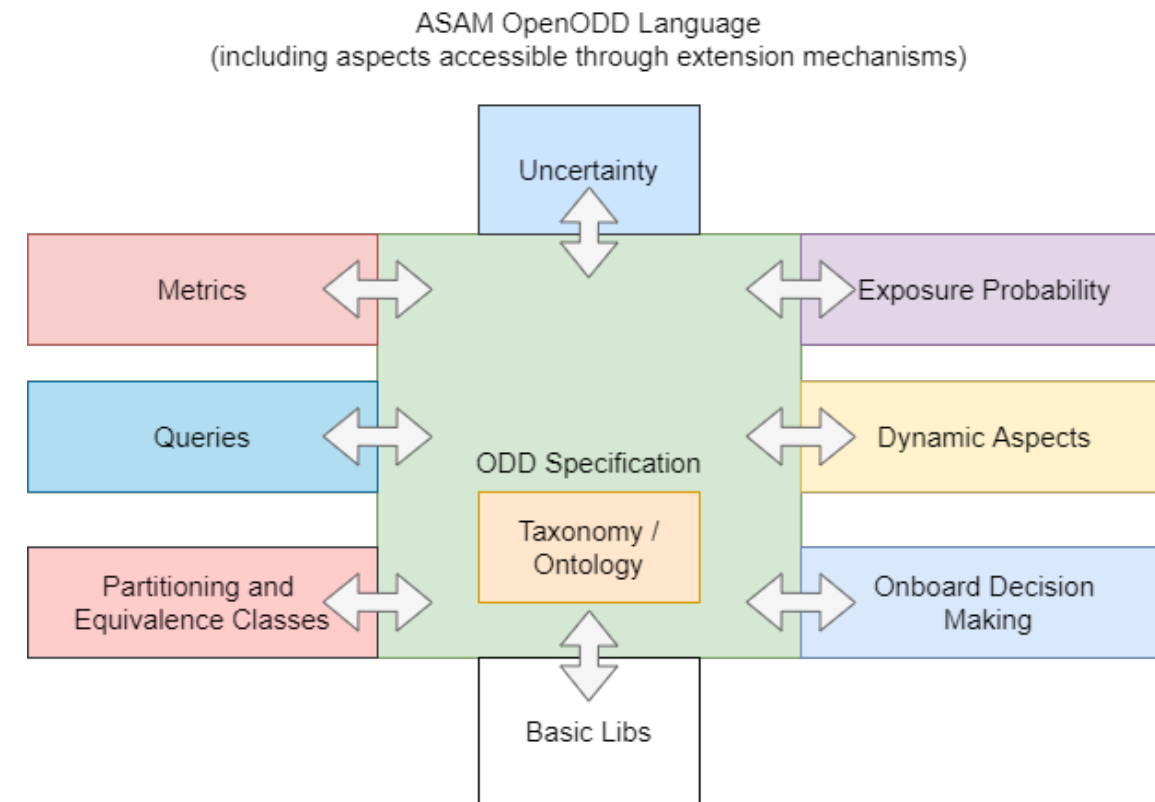 ASAM OpenODD Language
(including aspects accessible through extension mechanisms)
Uncertainty
Metrics
Exposure Probability
Queries
Dynamic Aspects
ODD Specification
Taxonomy /
Ontology
Partitioning and
Equivalence Classes
Onboard Decision
Making
Basic Libs